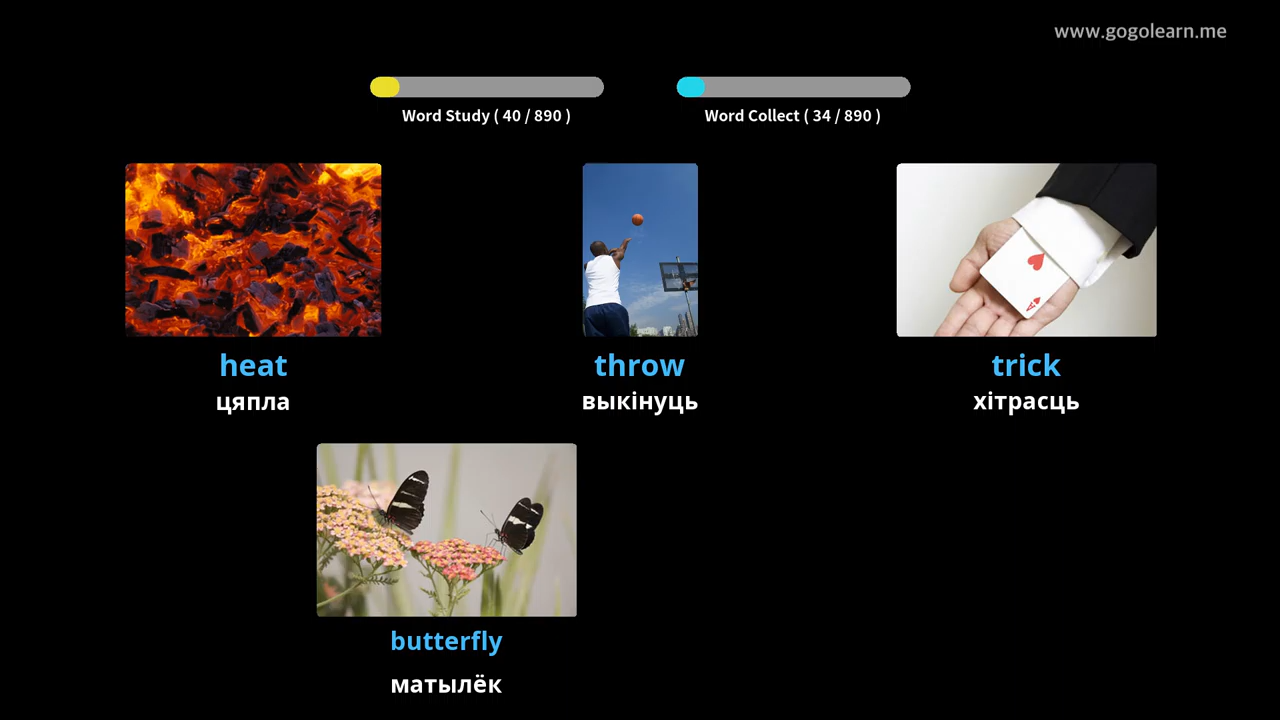 www.gogolearn.me
Word Study ( 40 / 890 )
Word Collect ( 34 / 890 )
heat
цяпла
throw
выкінуць
trick
хітрасць
butterfly
матылёк